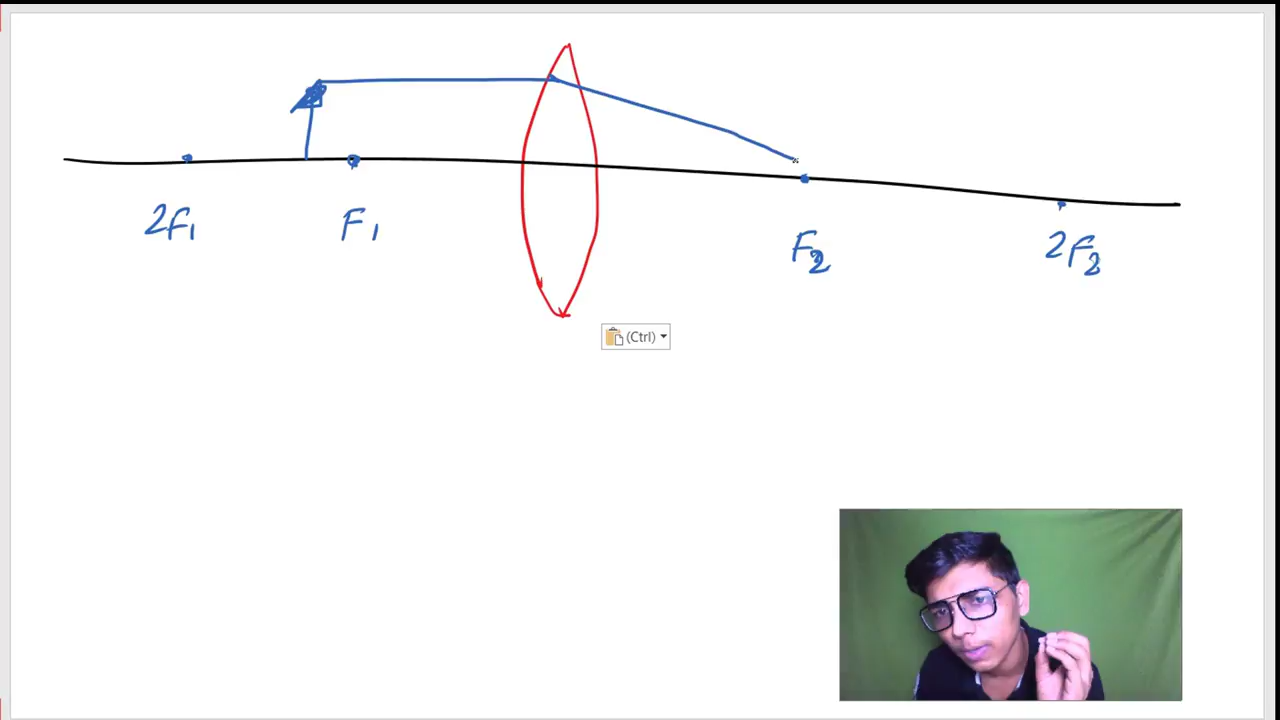 2F₁
F₁
F₂
2F₂
(Ctrl)